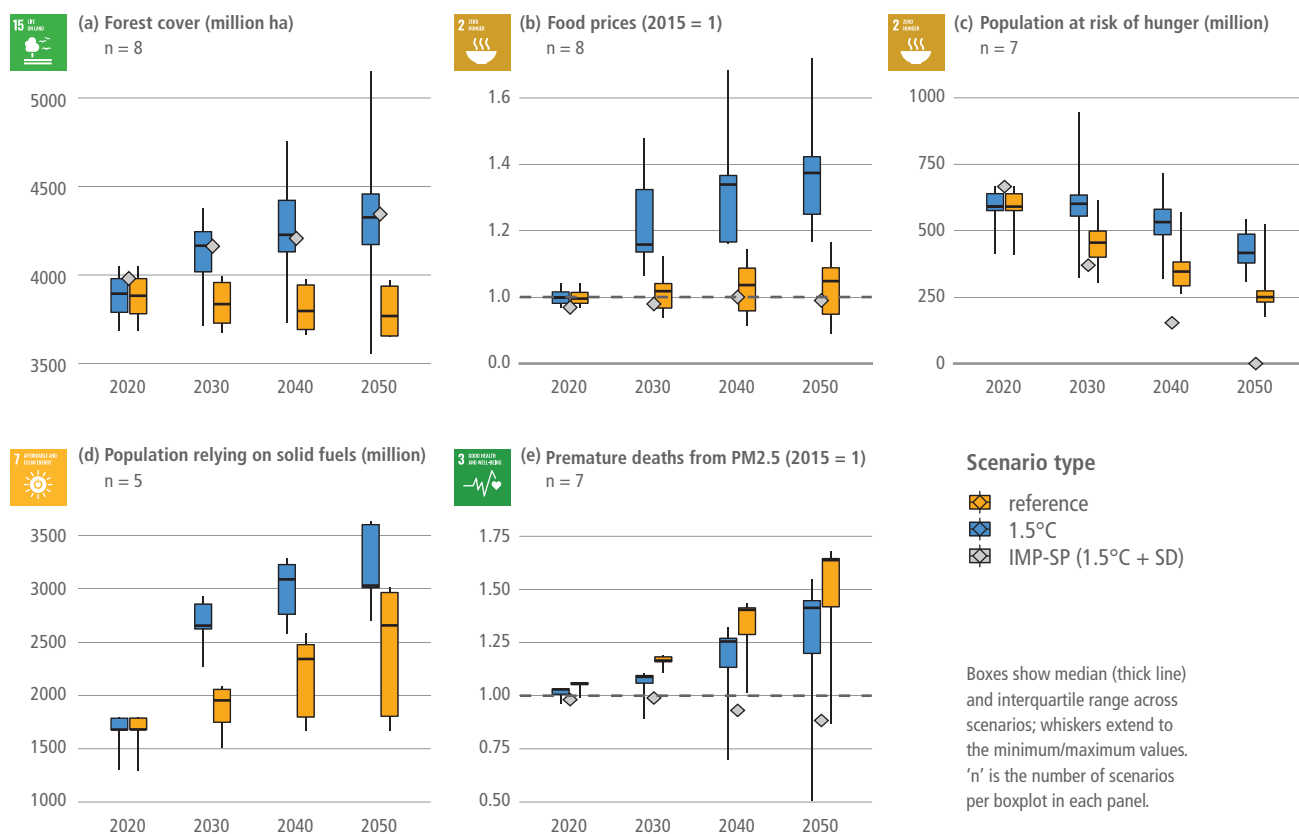 15 LIFE
ON LAND
(a) Forest cover (million ha)
n = 8
5000
4500
4000
3500
2020 2030 2040 2050
2 ZERO
HUNGER
(b) Food prices (2015 = 1)
n = 8
1.6
1.4
1.2
1.0
0.0
2020 2030 2040 2050
2 ZERO
HUNGER
(c) Population at risk of hunger (million)
n = 7
1000
750
500
250
0
2020 2030 2040 2050
7 AFFORDABLE AND
CLEAN ENERGY
(d) Population relying on solid fuels (million)
n = 5
3500
3000
2500
2000
1500
1000
2020 2030 2040 2050
3 GOOD HEALTH
AND WELL-BEING
(e) Premature deaths from PM2.5 (2015 = 1)
n = 7
1.75
1.50
1.25
1.00
0.75
0.50
2020 2030 2040 2050
Scenario type
reference
1.5°C
IMP-SP (1.5°C + SD)
Boxes show median (thick line)
and interquartile range across
scenarios; whiskers extend to
the minimum/maximum values.
'n' is the number of scenarios
per boxplot in each panel.